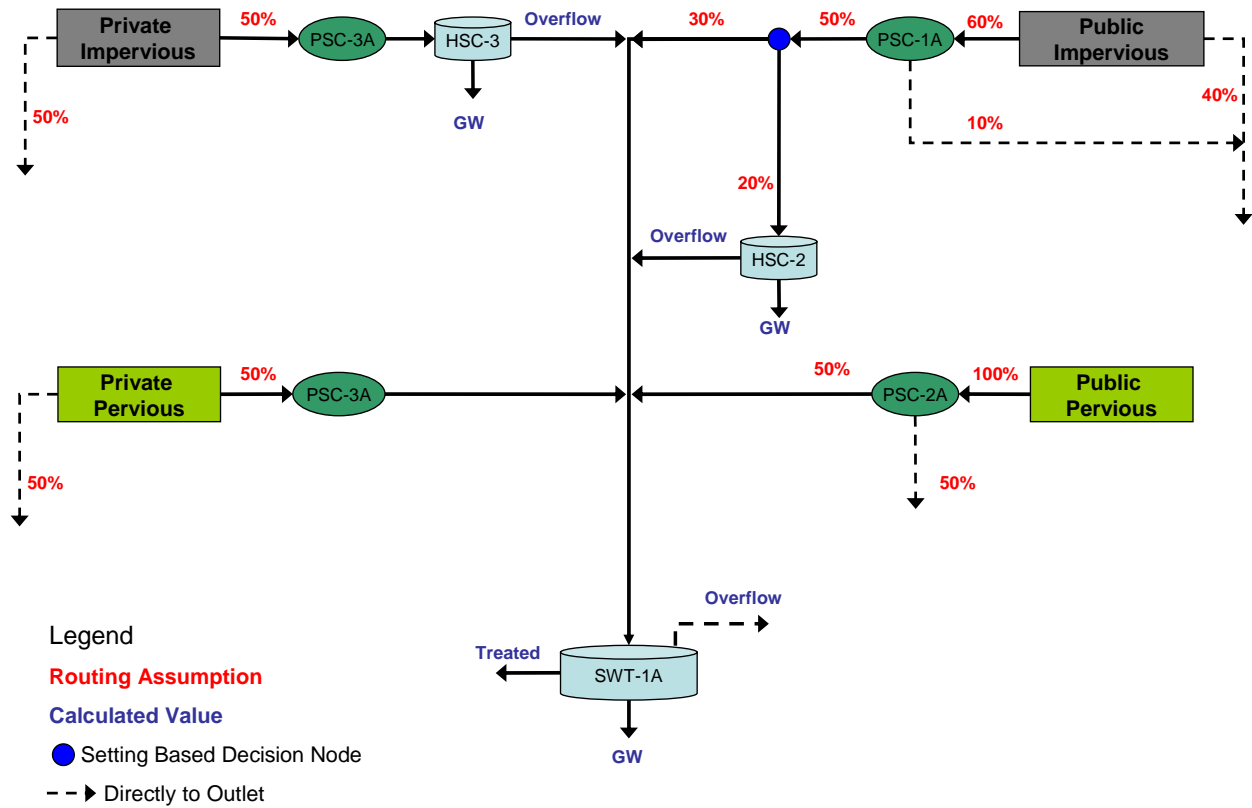 Private
Impervious
50%
PSC-3A
HSC-3
Overflow
30%
50%
PSC-1A
60%
Public
Impervious
50%
GW
40%
10%
20%
Overflow
HSC-2
GW
Private
Pervious
50%
PSC-3A
50%
PSC-2A
100%
Public
Pervious
50%
50%
Overflow
Treated
SWT-1A
GW
Legend
Routing Assumption
Calculated Value
Setting Based Decision Node
Directly to Outlet